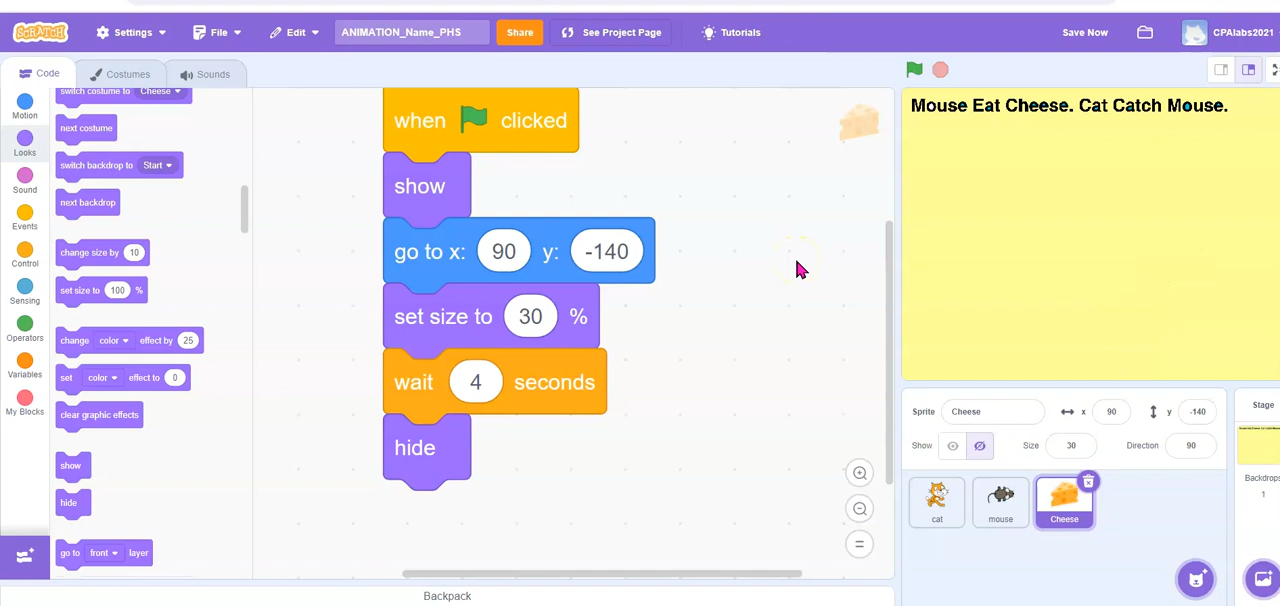 SCRATCH
Settings
File
Edit
ANIMATION_Name_PHS
Share
See Project Page
Tutorials
Save Now
CPAlabs2021
Code
Costumes
Sounds
Motion
Looks
Sound
Events
Control
Sensing
Operators
Variables
My Blocks
switch costume to Cheese
next costume
switch backdrop to Start
next backdrop
change size by 10
set size to 100 %
change color effect by 25
set color effect to 0
clear graphic effects
show
hide
go to front layer
when clicked
show
go to x: 90 y: -140
set size to 30 %
wait 4 seconds
hide
Backpack
Mouse Eat Cheese. Cat Catch Mouse.
Sprite Cheese x 90 y -140
Show Size 30 Direction 90
cat
mouse
Cheese
Stage
Backdrops
1